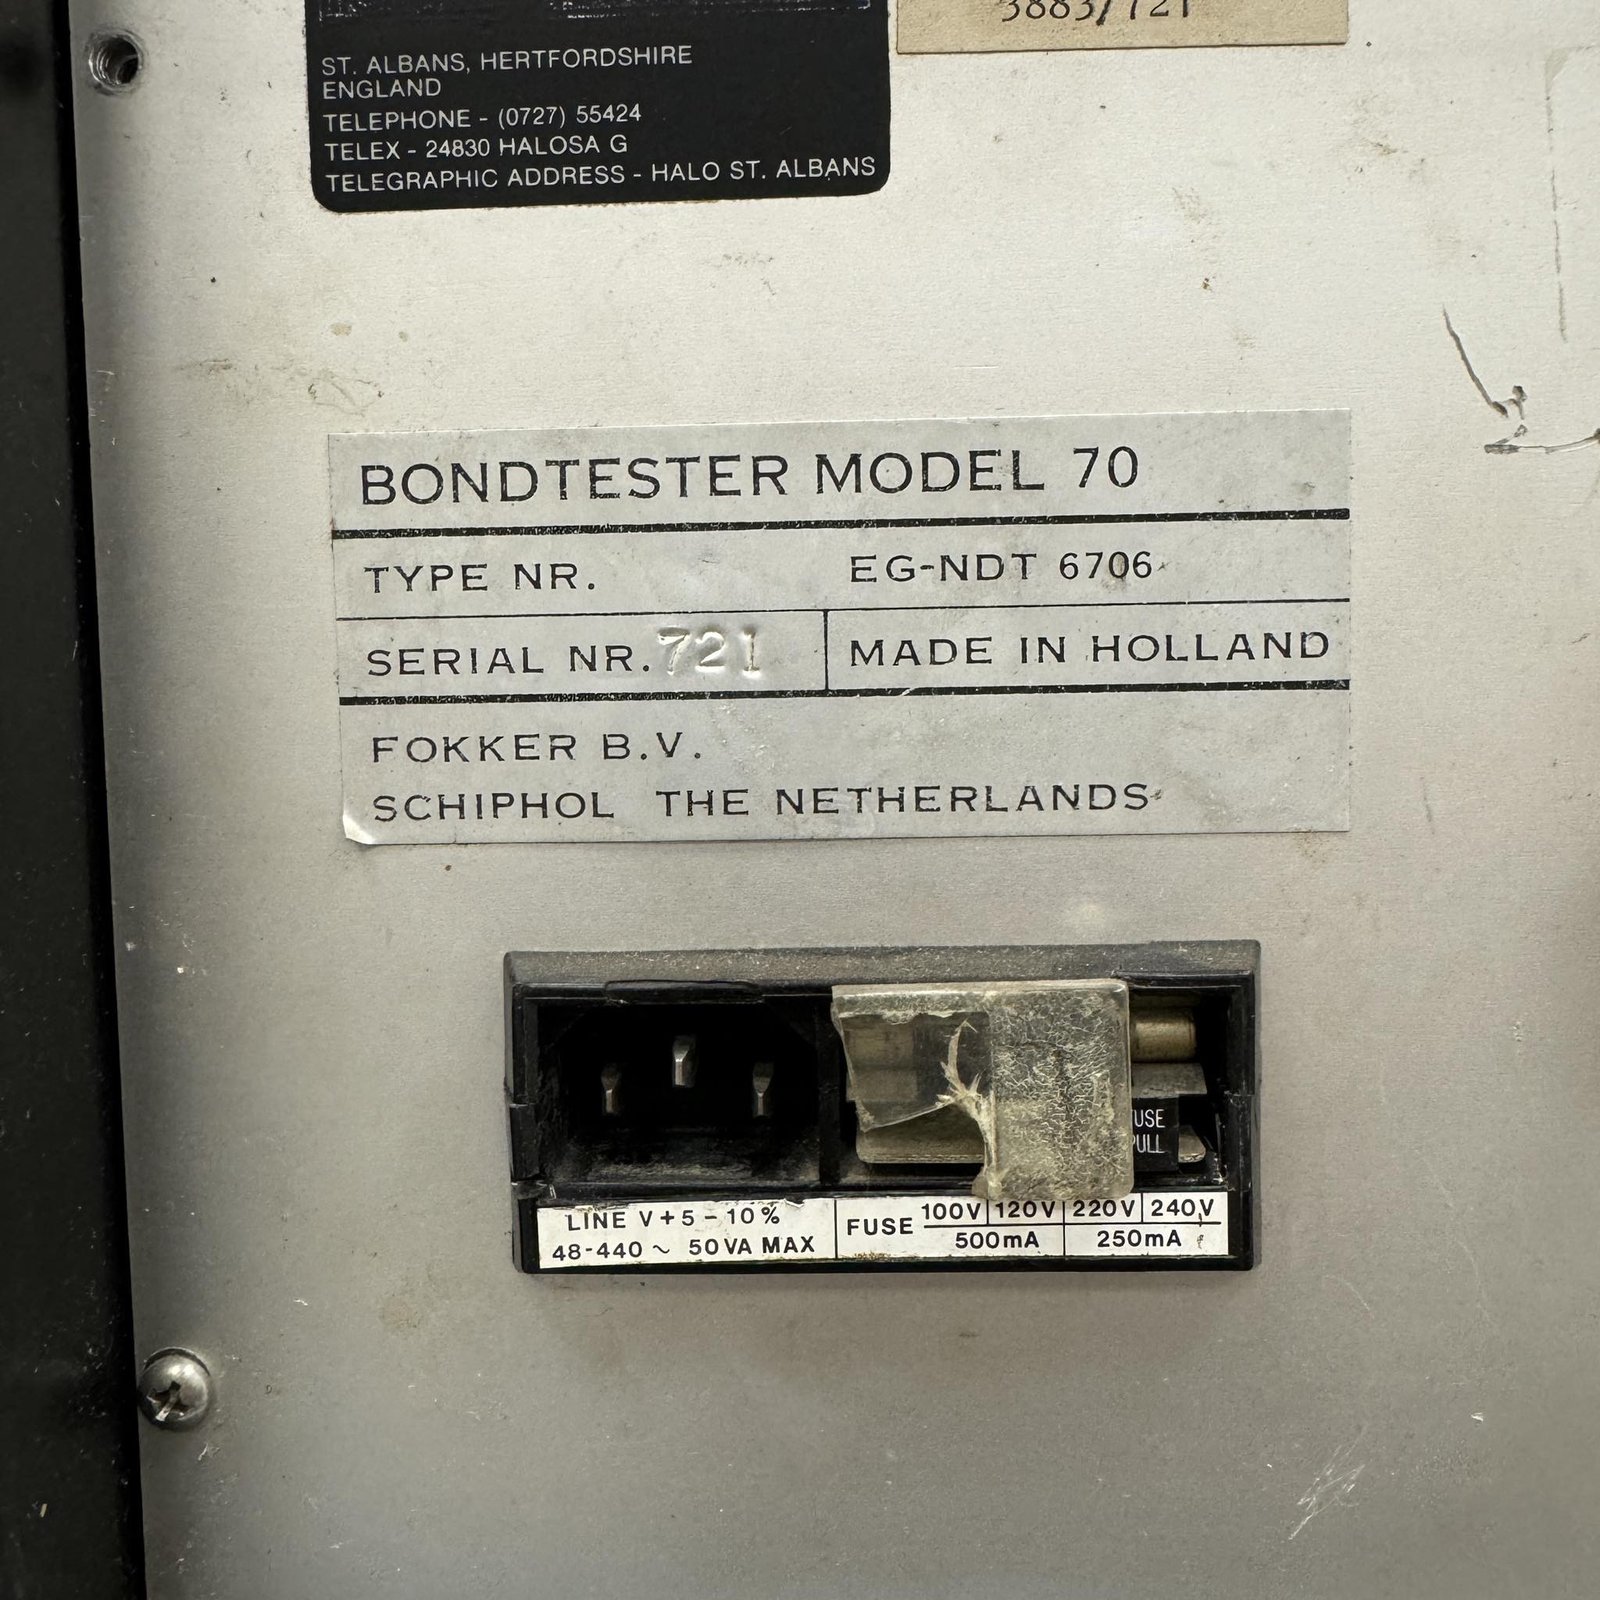 3883/721
ST. ALBANS, HERTFORDSHIRE
ENGLAND
TELEPHONE - (0727) 55424
TELEX - 24830 HALOSA G
TELEGRAPHIC ADDRESS - HALO ST. ALBANS
BONDTESTER MODEL 70
TYPE NR. EG-NDT 6706
SERIAL NR. 721 MADE IN HOLLAND
FOKKER B.V.
SCHIPHOL THE NETHERLANDS
USE
PULL
LINE V + 5 - 10 %
48-440 ~ 50 VA MAX
FUSE 100V 120V 220V 240V
500mA 250mA